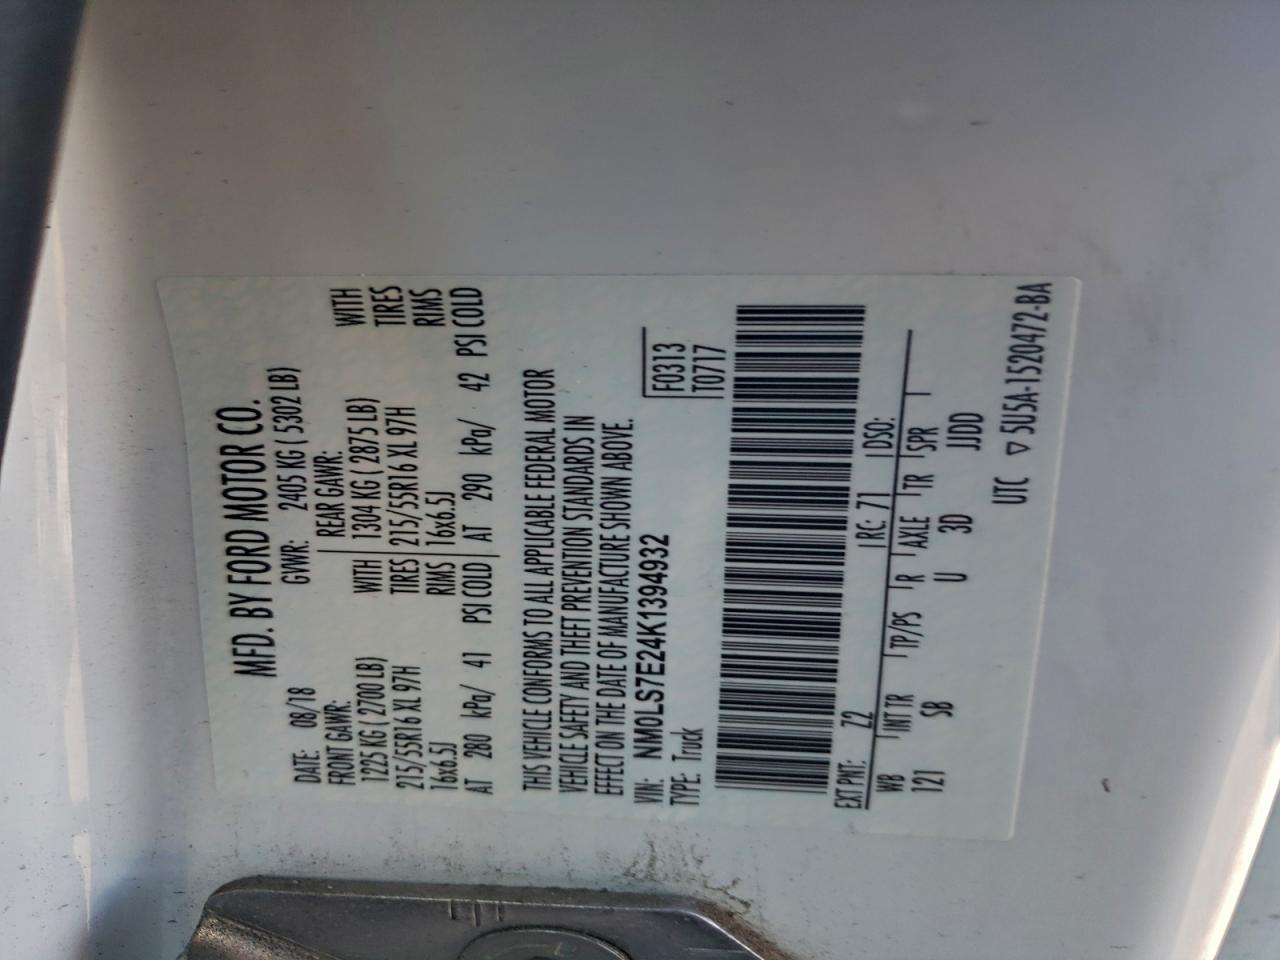 MFD. BY FORD MOTOR CO.
DATE: 08/18 GVWR: 2405 KG ( 5302 LB)
FRONT GAWR: REAR GAWR:
1225 KG ( 2700 LB) WITH 1304 KG ( 2875 LB) WITH
215/55R16 XL 97H TIRES 215/55R16 XL 97H TIRES
16x6.5J RIMS 16x6.5J RIMS
AT 280 kPa/ 41 PSI COLD AT 290 kPa/ 42 PSI COLD
THIS VEHICLE CONFORMS TO ALL APPLICABLE FEDERAL MOTOR
VEHICLE SAFETY AND THEFT PREVENTION STANDARDS IN
EFFECT ON THE DATE OF MANUFACTURE SHOWN ABOVE.
VIN: NM0LS7E24K1394932 F0313
TYPE: Truck T0717
EXT PNT: Z2 RC: 71 DSO:
WB INT TR TP/PS R AXLE TR SPR
121 SB U 3D JJDD
UTC ▽ 5U5A-1520472-BA